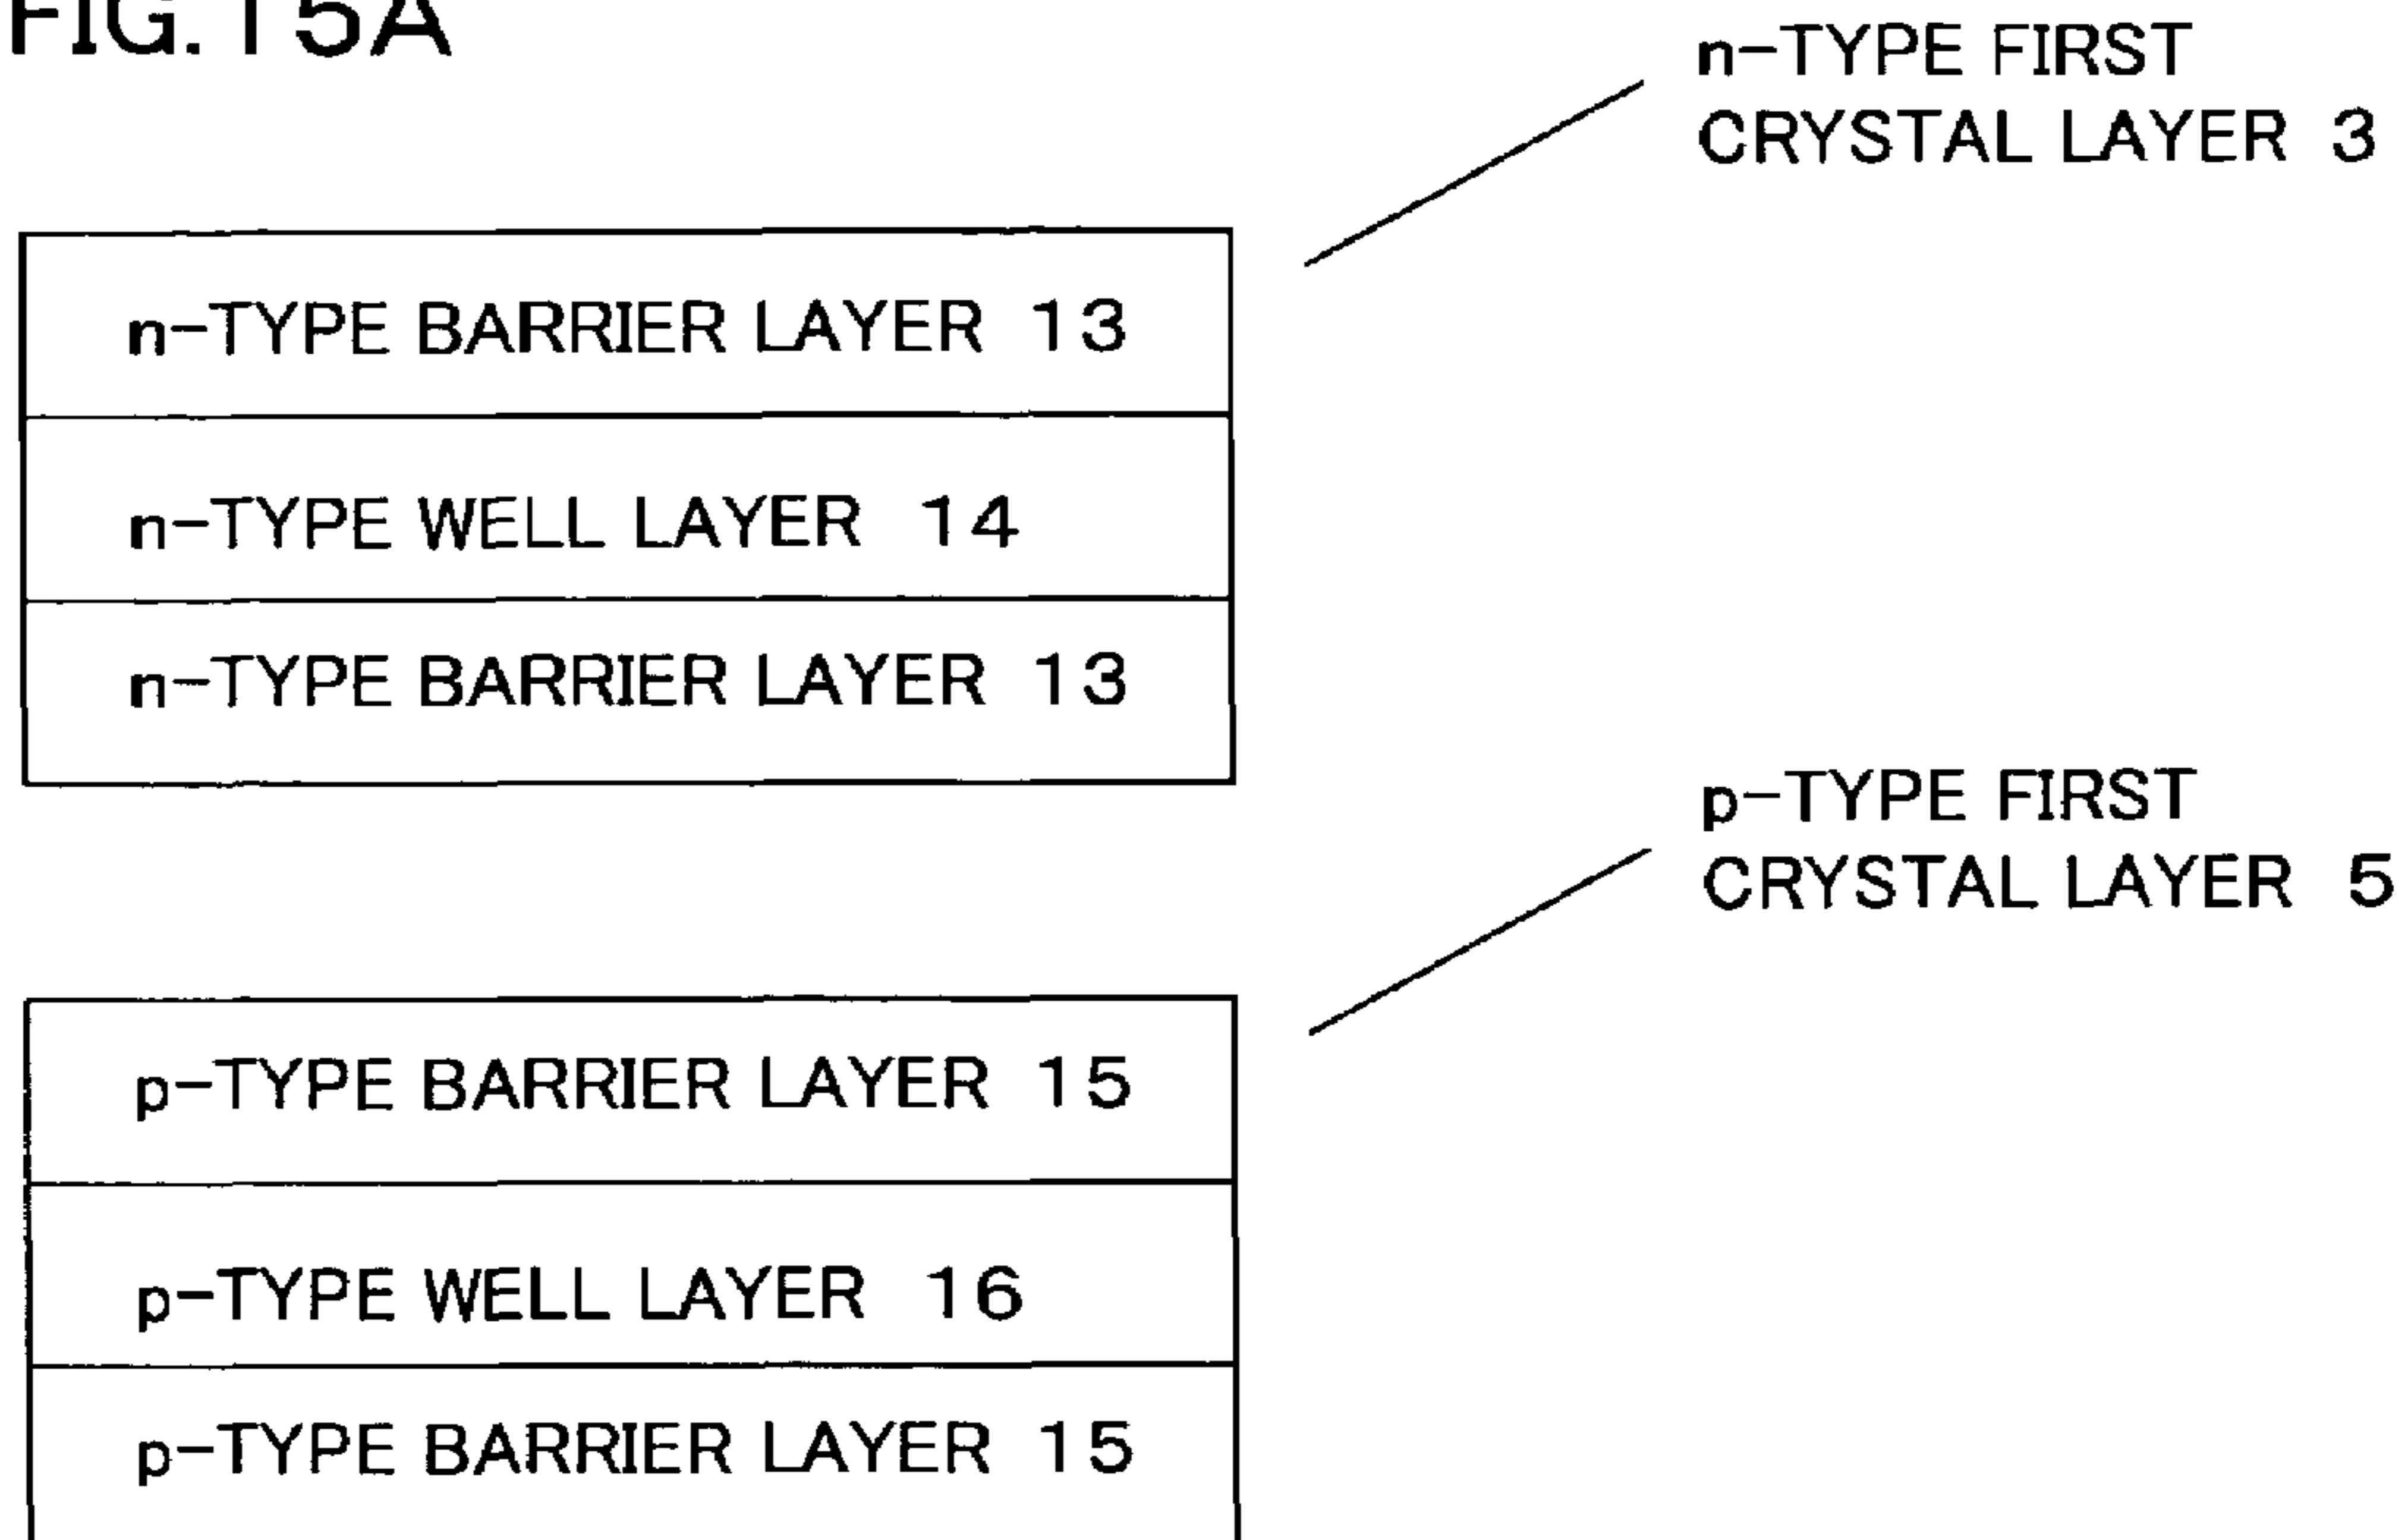 FIG.15A
n-TYPE FIRST
CRYSTAL LAYER 3
n-TYPE BARRIER LAYER 13
n-TYPE WELL LAYER 14
n-TYPE BARRIER LAYER 13
p-TYPE FIRST
CRYSTAL LAYER 5
p-TYPE BARRIER LAYER 15
p-TYPE WELL LAYER 16
p-TYPE BARRIER LAYER 15